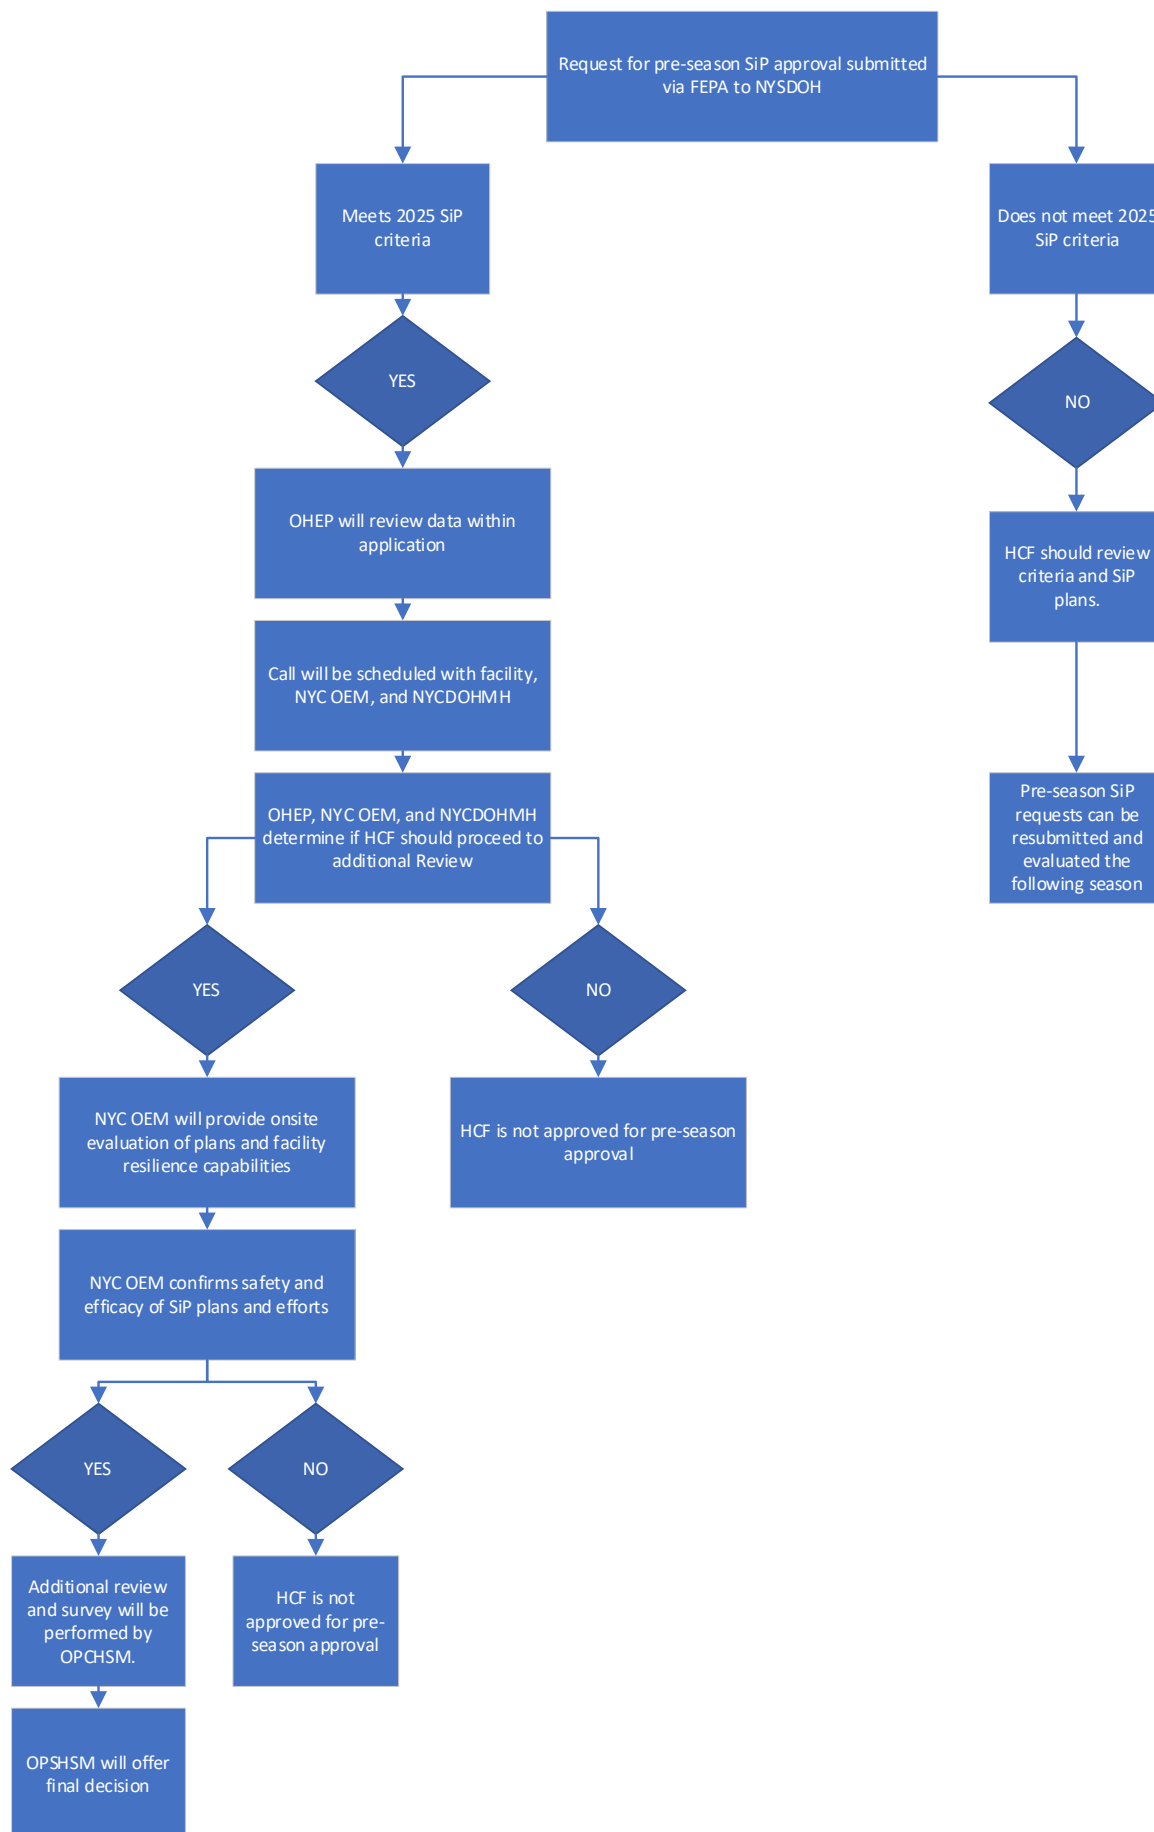 Request for pre-season SiP approval submitted
via FEPA to NYSDOH
Meets 2025 SiP
criteria
Does not meet 2025
SiP criteria
YES
NO
OHEP will review data within
application
HCF should review
criteria and SiP
plans.
Call will be scheduled with facility,
NYC OEM, and NYCDOHMH
OHEP, NYC OEM, and NYCDOHMH
determine if HCF should proceed to
additional Review
Pre-season SiP
requests can be
resubmitted and
evaluated the
following season
YES
NO
NYC OEM will provide onsite
evaluation of plans and facility
resilience capabilities
HCF is not approved for pre-season
approval
NYC OEM confirms safety and
efficacy of SiP plans and efforts
YES
NO
Additional review
and survey will be
performed by
OPCHSM.
HCF is not
approved for pre-
season approval
OPSHSM will offer
final decision